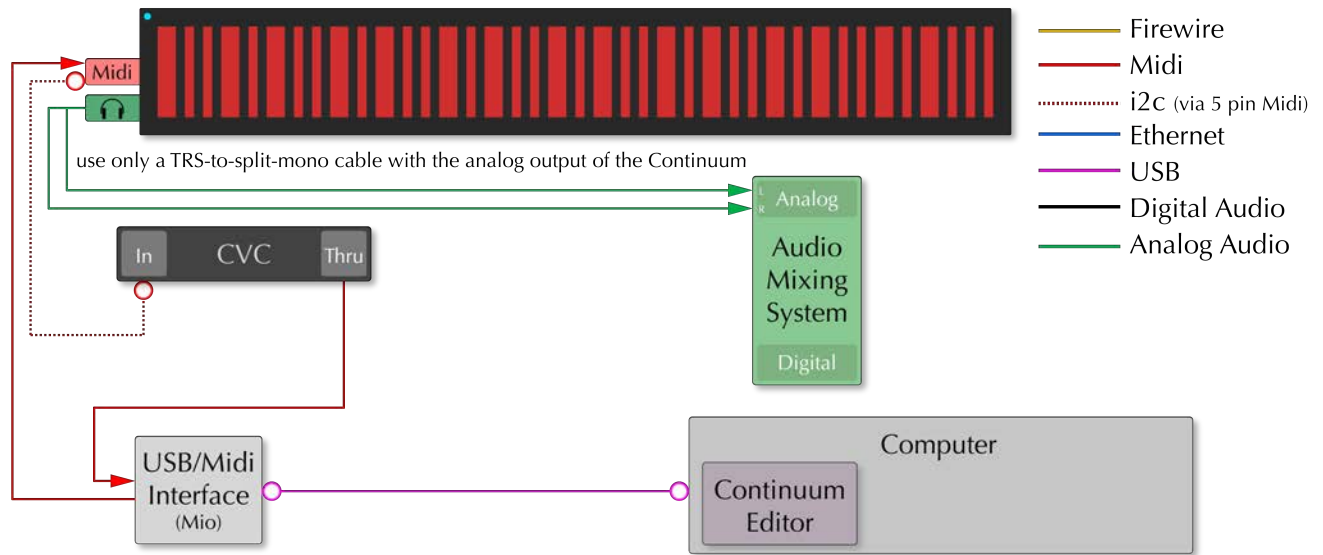 Midi
use only a TRS-to-split-mono cable with the analog output of the Continuum
Firewire
Midi
i2c (via 5 pin Midi)
Ethernet
USB
Digital Audio
Analog Audio
L
R
Analog
Audio
Mixing
System
Digital
In
CVC
Thru
USB/Midi
Interface
(Mio)
Computer
Continuum
Editor